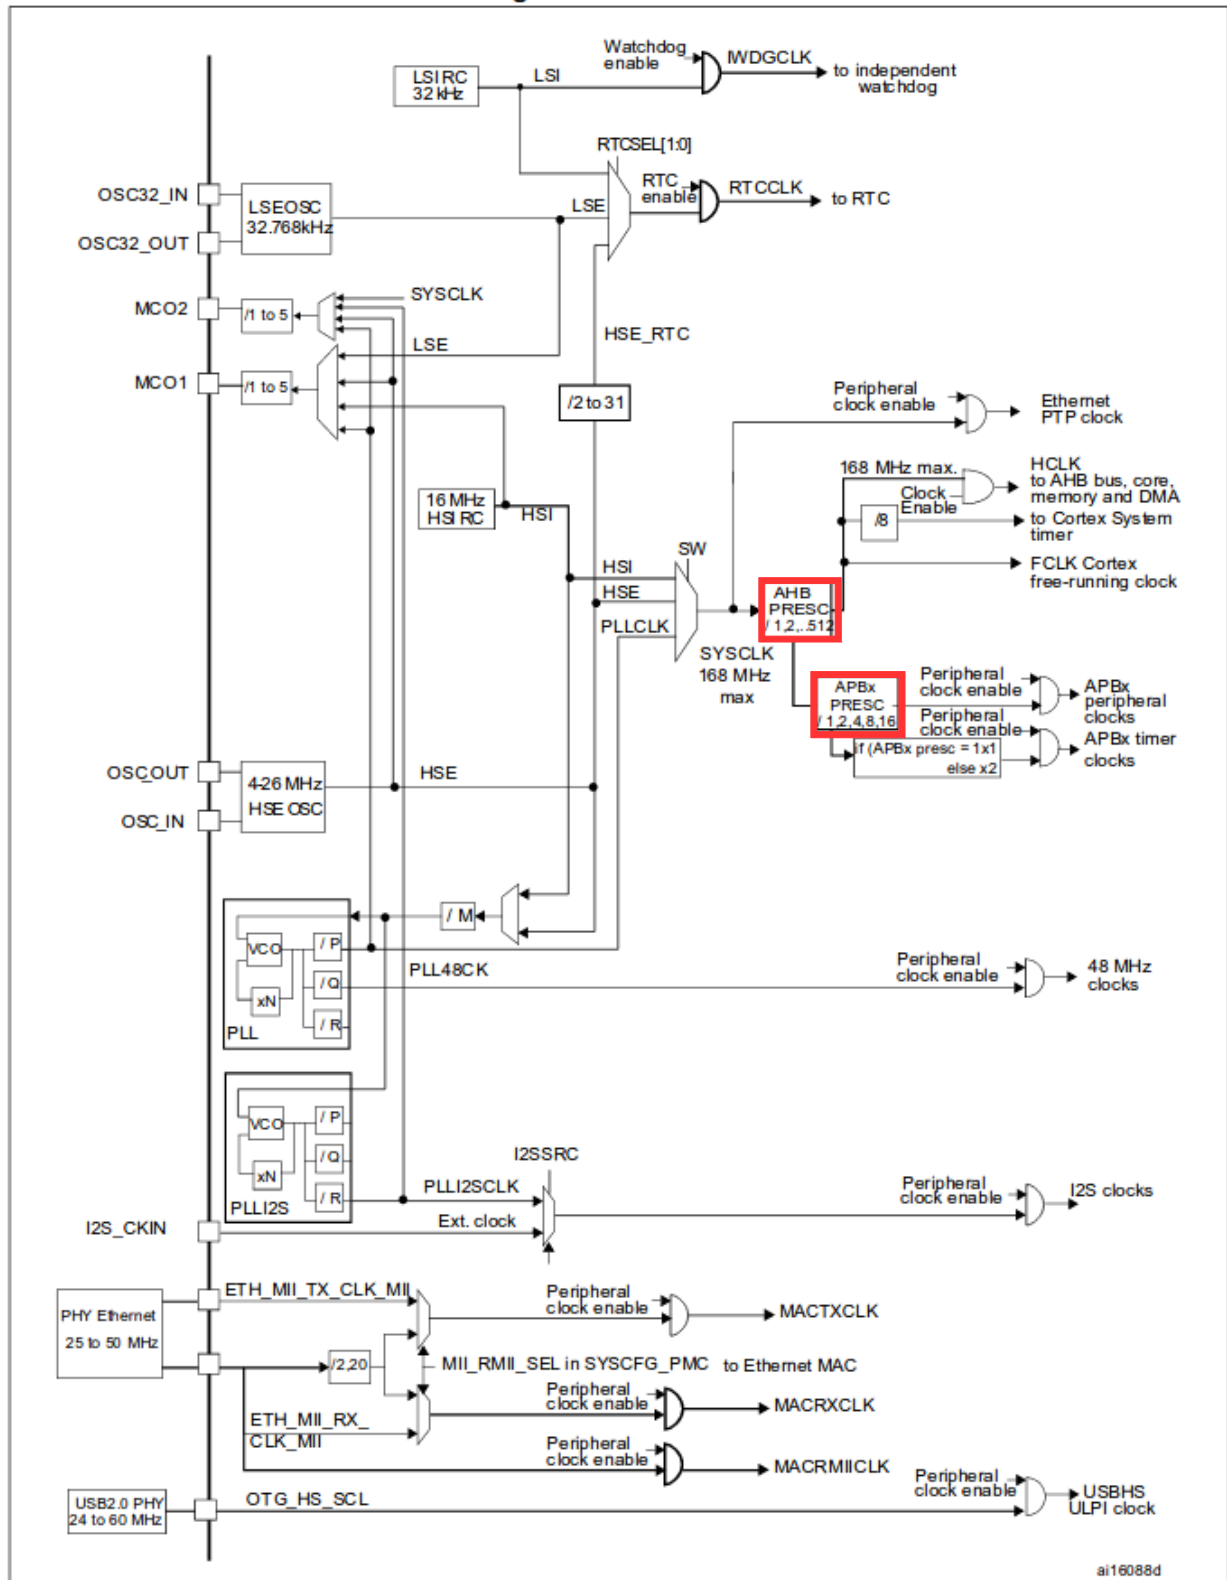 Watchdog
enable
IWDGCLK
to independent
watchdog
LSI RC
32 kHz
LSI
RTCSEL[1:0]
OSC32_IN
LSEOSC
32.768kHz
OSC32_OUT
LSE
RTC
enable
RTCCLK
to RTC
MCO2
/1 to 5
SYSCLK
LSE
HSE_RTC
MCO1
/1 to 5
/2 to 31
Peripheral
clock enable
Ethernet
PTP clock
16 MHz
HSI RC
HSI
168 MHz max.
Clock
Enable
HCLK
to AHB bus, core,
memory and DMA
/8
to Cortex System
timer
FCLK Cortex
free-running clock
SW
HSI
HSE
PLLCLK
SYSCLK
168 MHz
max
AHB
PRESC
/ 1,2,..512
APBx
PRESC
/ 1,2,4,8,16
Peripheral
clock enable
APBx
peripheral
clocks
Peripheral
clock enable
if (APBx presc = 1x1
else x2
APBx timer
clocks
OSC_OUT
4-26 MHz
HSE OSC
OSC_IN
HSE
/ M
VCO
xN
/ P
/ Q
/ R
PLL
PLL48CK
Peripheral
clock enable
48 MHz
clocks
VCO
xN
/ P
/ Q
/ R
PLLI2S
I2SSRC
PLLI2SCLK
Ext. clock
Peripheral
clock enable
I2S clocks
I2S_CKIN
PHY Ethernet
25 to 50 MHz
ETH_MII_TX_CLK_MII
Peripheral
clock enable
MACTXCLK
/2,20
MII_RMII_SEL in SYSCFG_PMC
to Ethernet MAC
ETH_MII_RX_
CLK_MII
Peripheral
clock enable
MACRXCLK
Peripheral
clock enable
MACRMIICLK
USB2.0 PHY
24 to 60 MHz
OTG_HS_SCL
Peripheral
clock enable
USBHS
ULPI clock
ai16088d